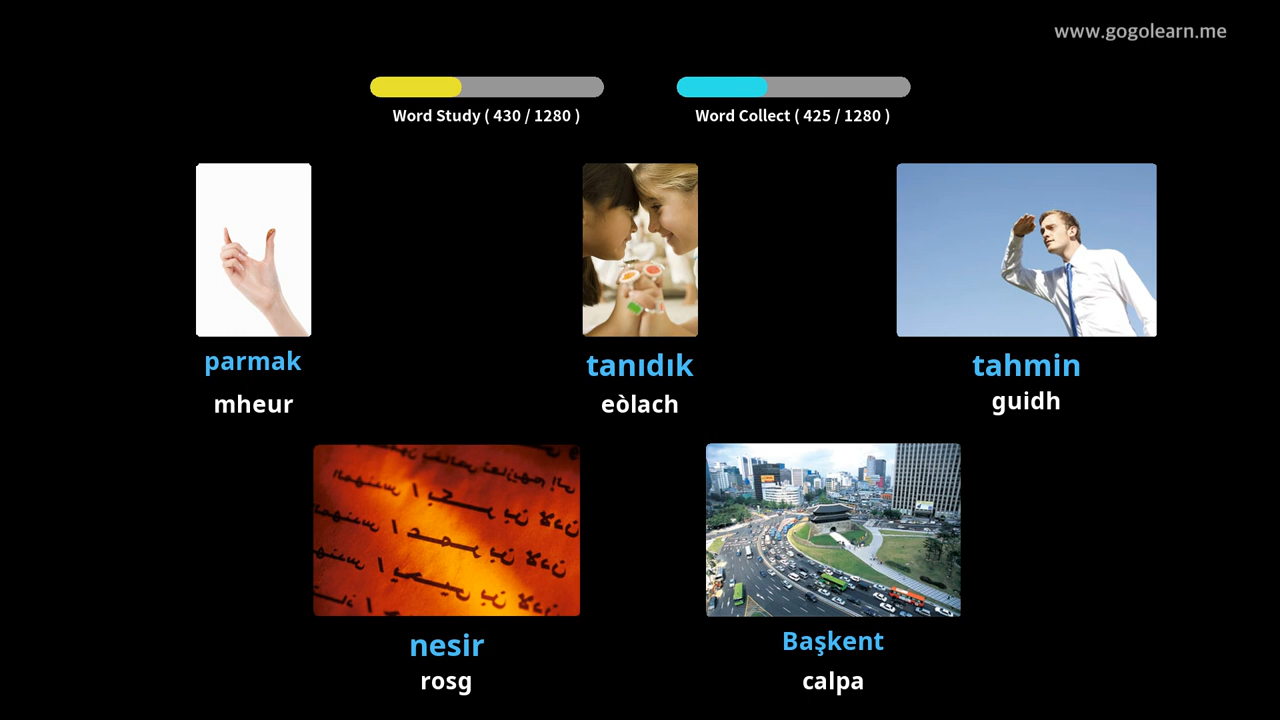 www.gogolearn.me
Word Study ( 430 / 1280 )
Word Collect ( 425 / 1280 )
parmak
mheur
tanıdık
eòlach
tahmin
guidh
nesir
rosg
Başkent
calpa